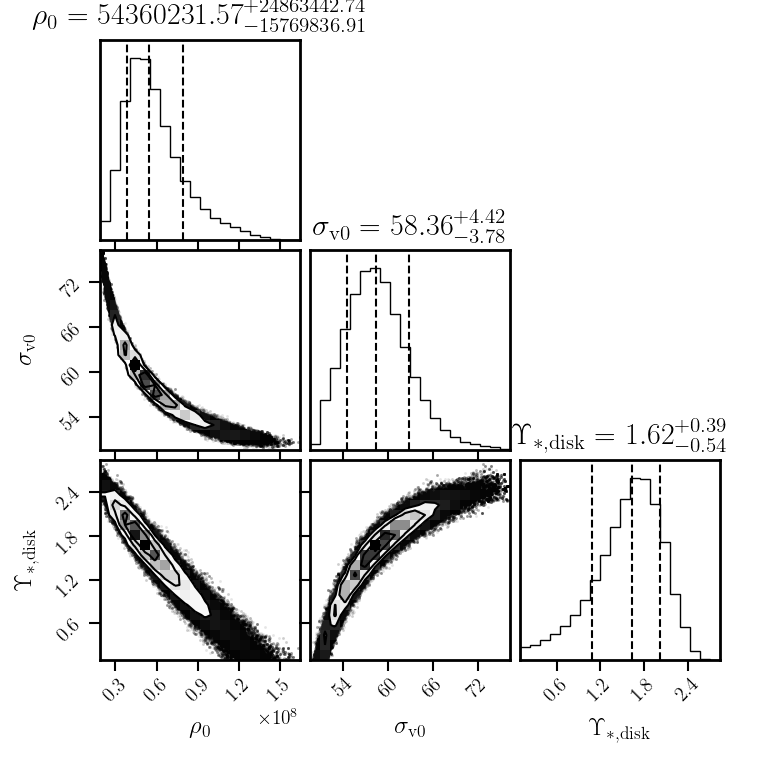 ρ₀ = 54360231.57 +24863442.74 −15769836.91
σᵥ₀ = 58.36 +4.42 −3.78
72
66
60
54
σᵥ₀
ϒ*,disk = 1.62 +0.39 −0.54
2.4
1.8
1.2
0.6
ϒ*,disk
0.3 0.6 0.9 1.2 1.5
×10⁸
ρ₀
54 60 66 72
σᵥ₀
0.6 1.2 1.8 2.4
ϒ*,disk